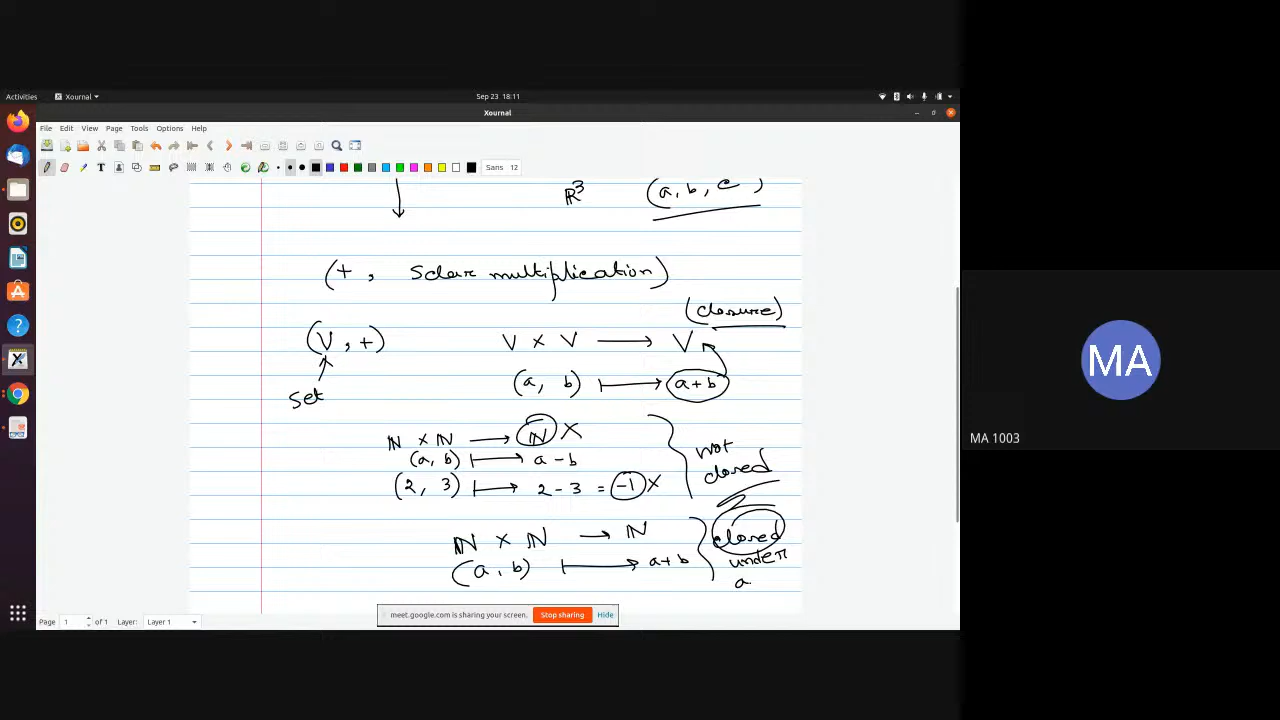 Activities Xournal Sep 23 18:11
Xournal
File Edit View Page Tools Options Help
Sans 12
ℝ³ (a, b, c)
(+, Scalar multiplication)
(closure)
(V, +) V × V ⟶ V
(a, b) ⟼ a+b
Set
ℕ × ℕ ⟶ ℕ X
(a, b) ⟼ a-b
(2, 3) ⟼ 2-3 = -1 X
not
closed
ℕ × ℕ → ℕ
(a, b) ⟼ a+b
closed
under
a
MA
MA 1003
meet.google.com is sharing your screen. Stop sharing Hide
Page 1 of 1 Layer: Layer 1